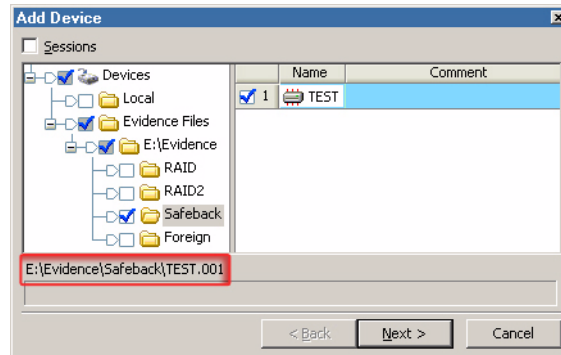 Add Device
Sessions
Devices
Local
Evidence Files
E:\Evidence
RAID
RAID2
Safeback
Foreign
Name Comment
1 TEST
E:\Evidence\Safeback\TEST.001
< Back Next > Cancel